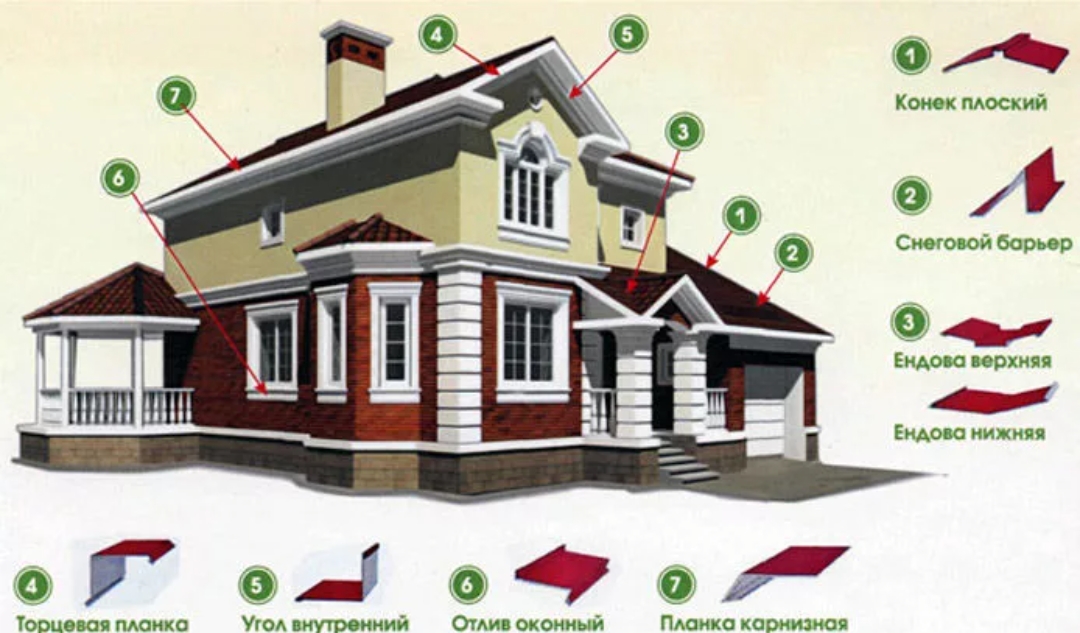 4
5
7
3
6
1
2
1
Конек плоский
2
Снеговой барьер
3
Ендова верхняя
Ендова нижняя
4
Торцевая планка
5
Угол внутренний
6
Отлив оконный
7
Планка карнизная